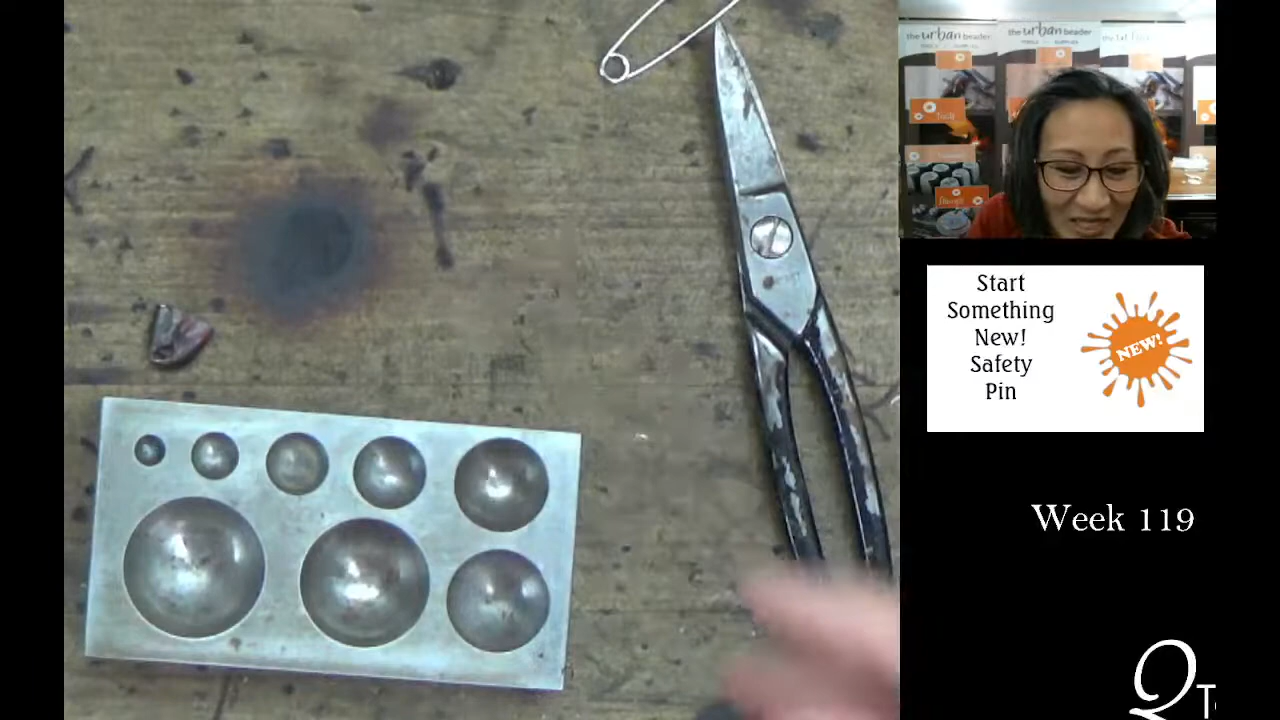 the urban beader
the urban beader
Start
Something
New!
Safety
Pin
NEW!
Week 119